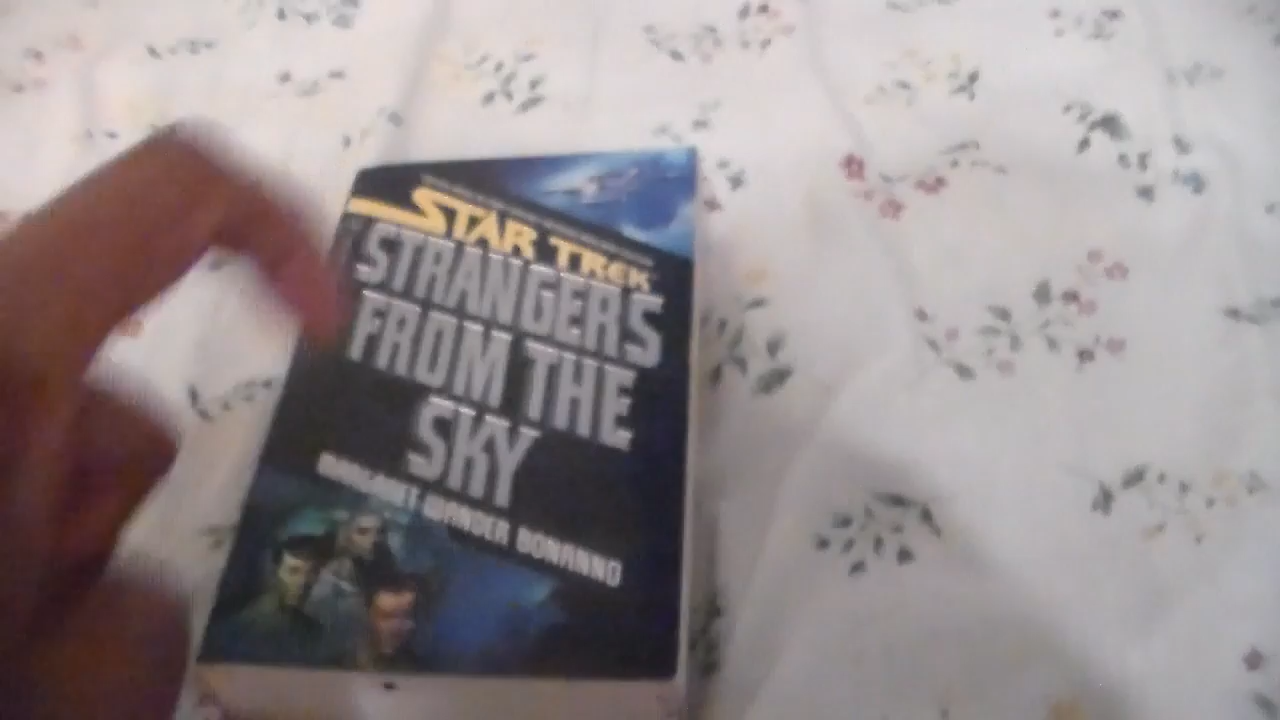 STAR TREK
STRANGERS
FROM THE
SKY
MARGARET WANDER BONANNO